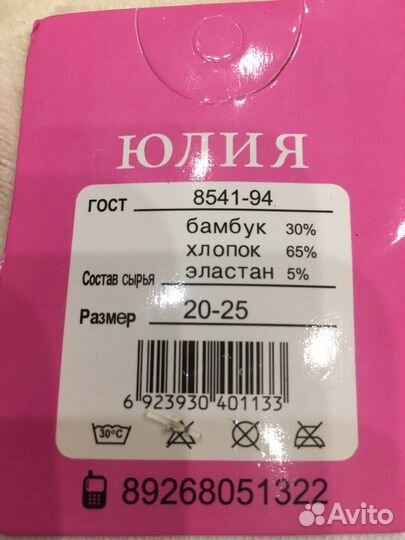 ЮЛИЯ
ГОСТ 8541-94
бамбук 30%
хлопок 65%
Состав сырья эластан 5%
Размер 20-25
6 923930 401133
30°C
89268051322
Avito